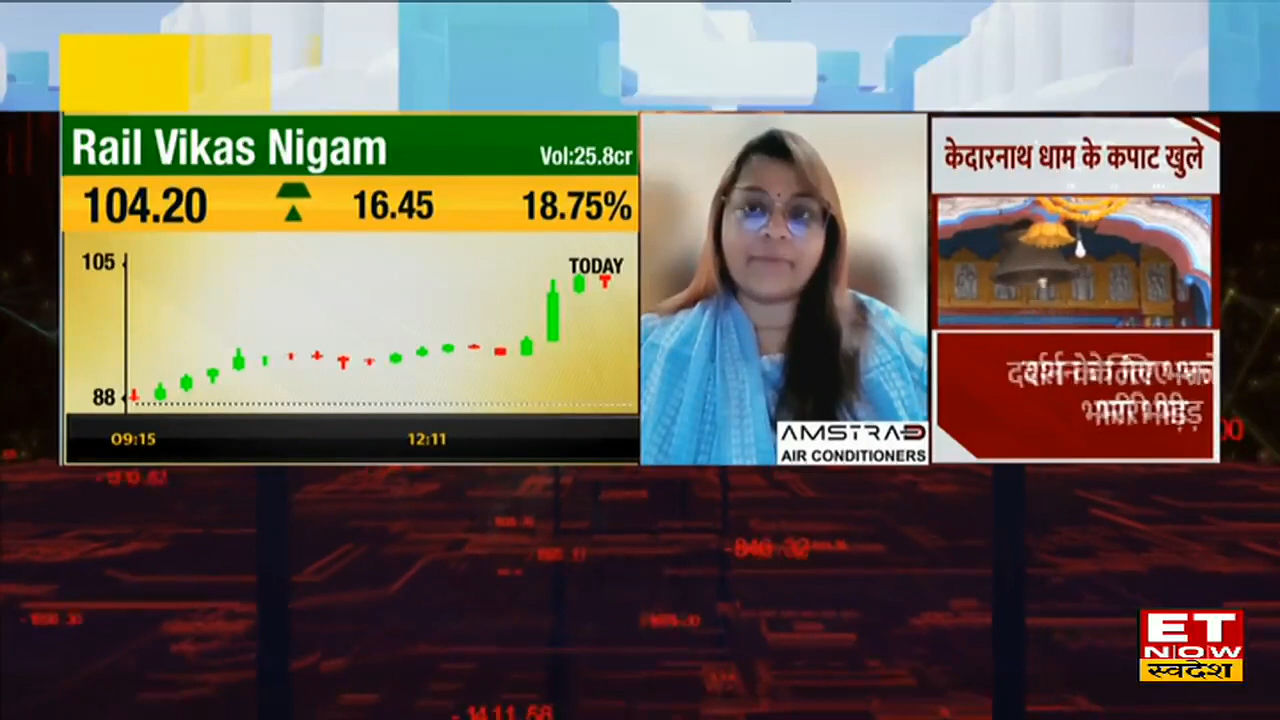 Rail Vikas Nigam
Vol:25.8cr
104.20
16.45
18.75%
105
TODAY
88
09:15
12:11
AMSTRAD
AIR CONDITIONERS
केदारनाथ धाम के कपाट खुले
ET
NOW
स्वदेश